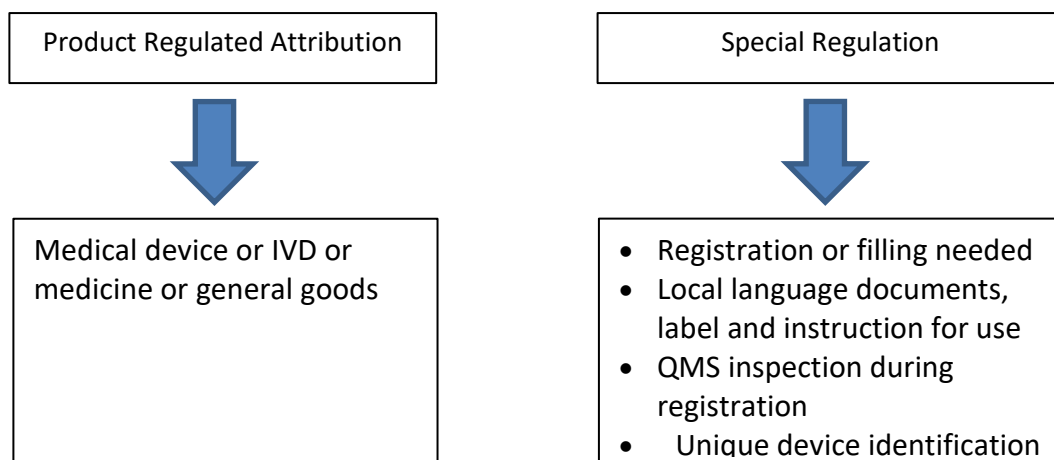 Product Regulated Attribution
Special Regulation
Medical device or IVD or
medicine or general goods
• Registration or filling needed
• Local language documents,
label and instruction for use
• QMS inspection during
registration
• Unique device identification